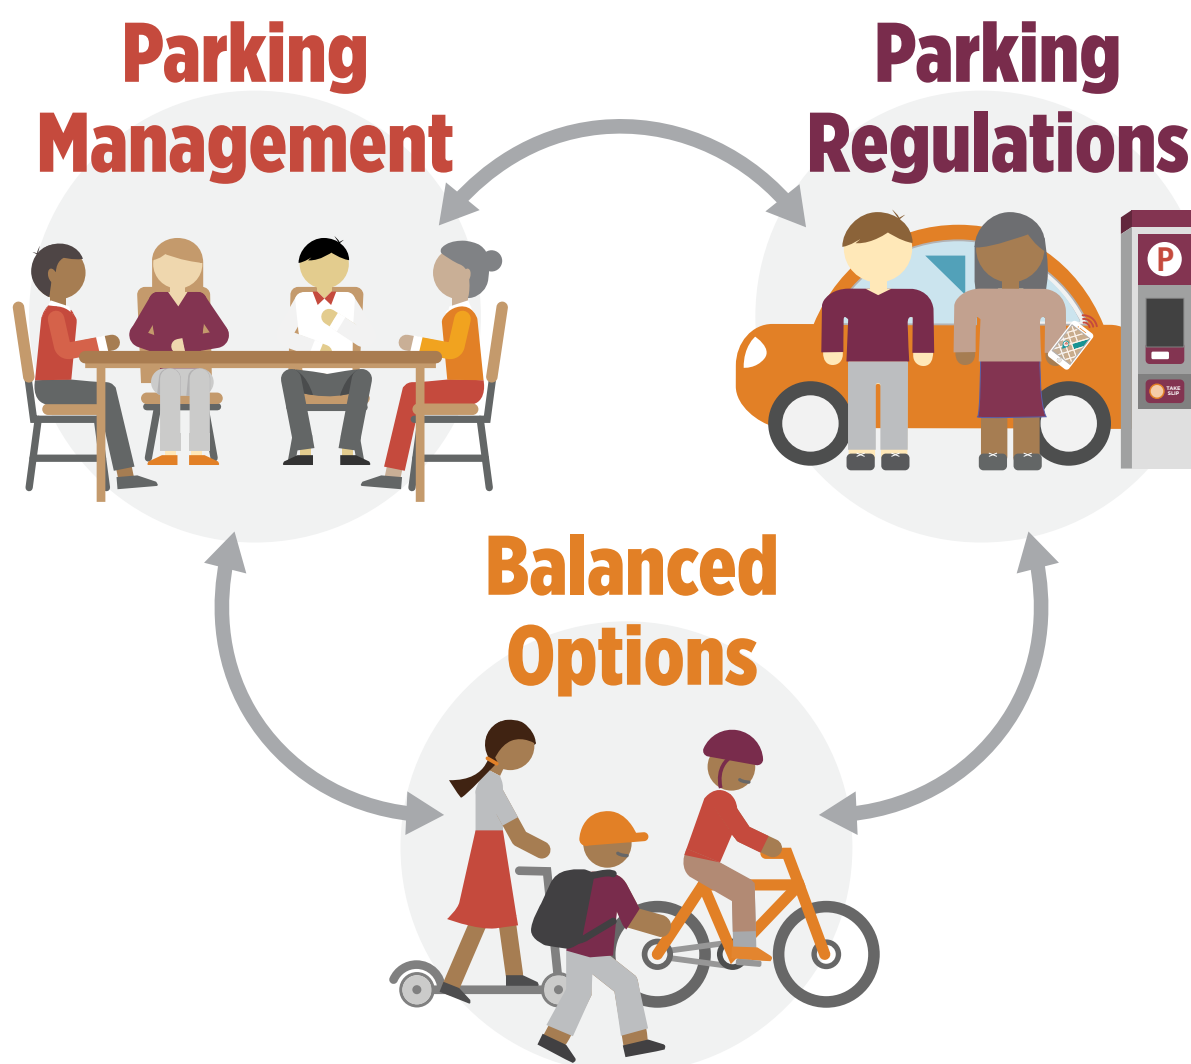 Parking
Management
Parking
Regulations
P
TAKE
SLIP
Balanced
Options